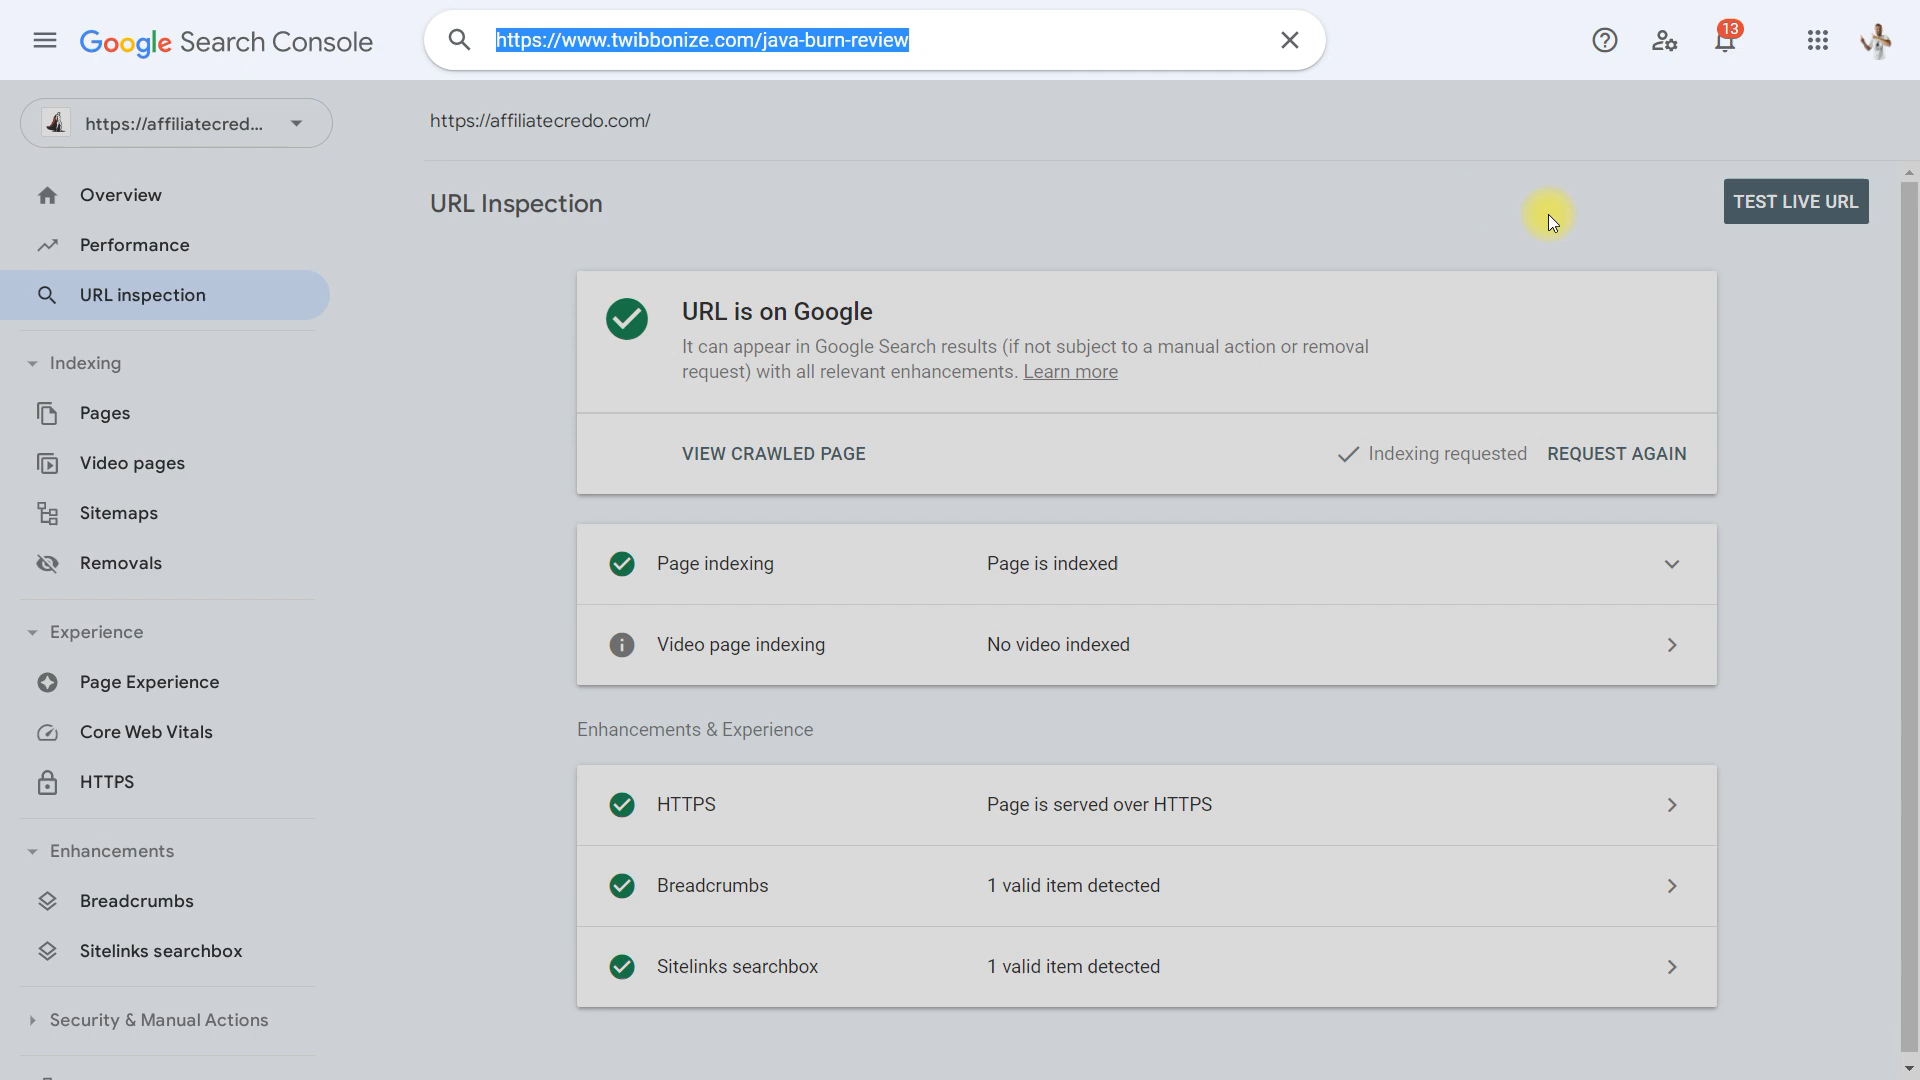 Google Search Console
https://www.twibbonize.com/java-burn-review
13
https://affiliatecred...
https://affiliatecredo.com/
Overview
Performance
URL inspection
Indexing
Pages
Video pages
Sitemaps
Removals
Experience
Page Experience
Core Web Vitals
HTTPS
Enhancements
Breadcrumbs
Sitelinks searchbox
Security & Manual Actions
URL Inspection
TEST LIVE URL
URL is on Google
It can appear in Google Search results (if not subject to a manual action or removal
request) with all relevant enhancements. Learn more
VIEW CRAWLED PAGE
Indexing requested
REQUEST AGAIN
Page indexing
Page is indexed
Video page indexing
No video indexed
Enhancements & Experience
HTTPS
Page is served over HTTPS
Breadcrumbs
1 valid item detected
Sitelinks searchbox
1 valid item detected